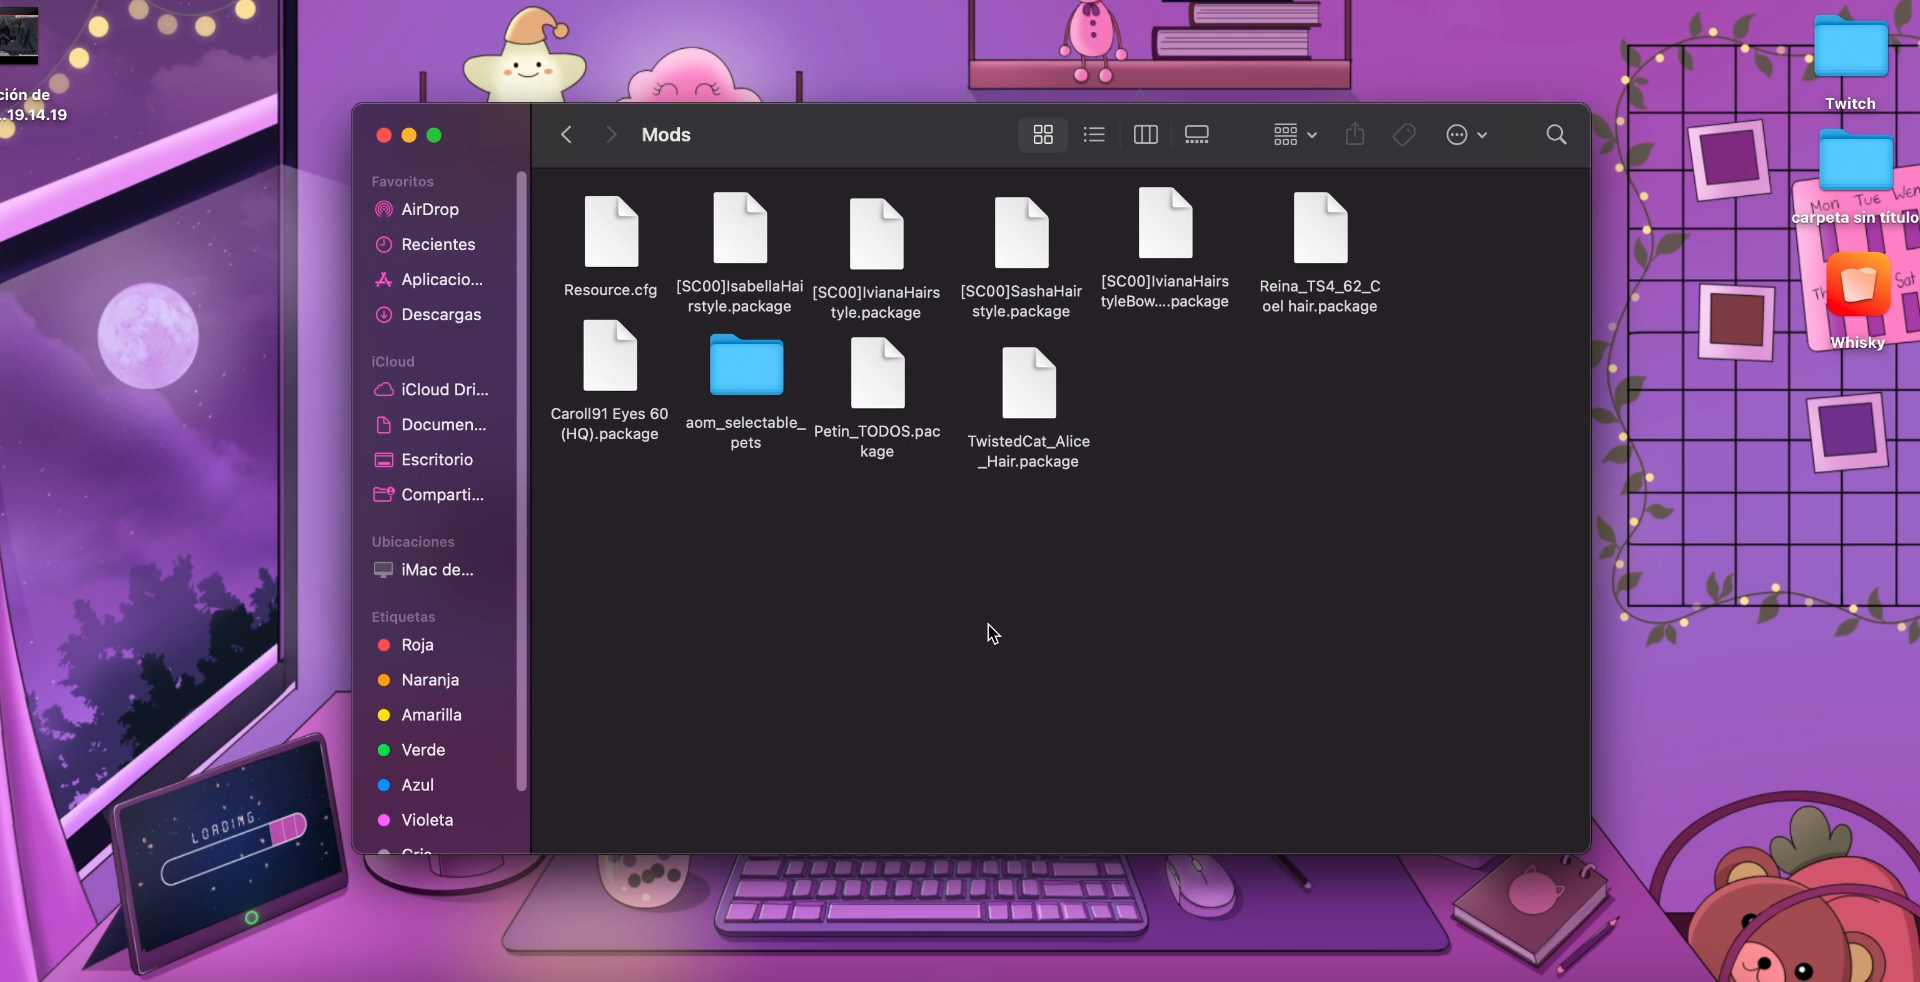 ción de
...19.14.19
Mods
Favoritos
AirDrop
Recientes
Aplicacio...
Descargas
iCloud
iCloud Dri...
Documen...
Escritorio
Comparti...
Ubicaciones
iMac de...
Etiquetas
Roja
Naranja
Amarilla
Verde
Azul
Violeta
Resource.cfg
[SC00]IsabellaHai
rstyle.package
[SC00]IvianaHairs
tyle.package
[SC00]SashaHair
style.package
[SC00]IvianaHairs
tyleBow....package
Reina_TS4_62_C
oel hair.package
Caroll91 Eyes 60
(HQ).package
aom_selectable_
pets
Petin_TODOS.pac
kage
TwistedCat_Alice
_Hair.package
Twitch
Mon Tue Wen
carpeta sin título
Sat
Whisky
LOADING